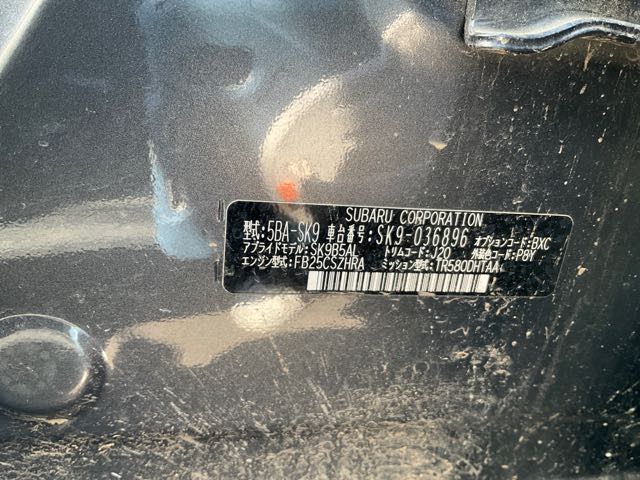 SUBARU CORPORATION
型式:5BA-SK9 車台番号:SK9-036896 オプションコード:BXC
アプライドモデル:SK9B5AL トリムコード:J20 外装色コード:P8Y
エンジン型式:FB25CSZHRA ミッション型式:TR580DHTAA